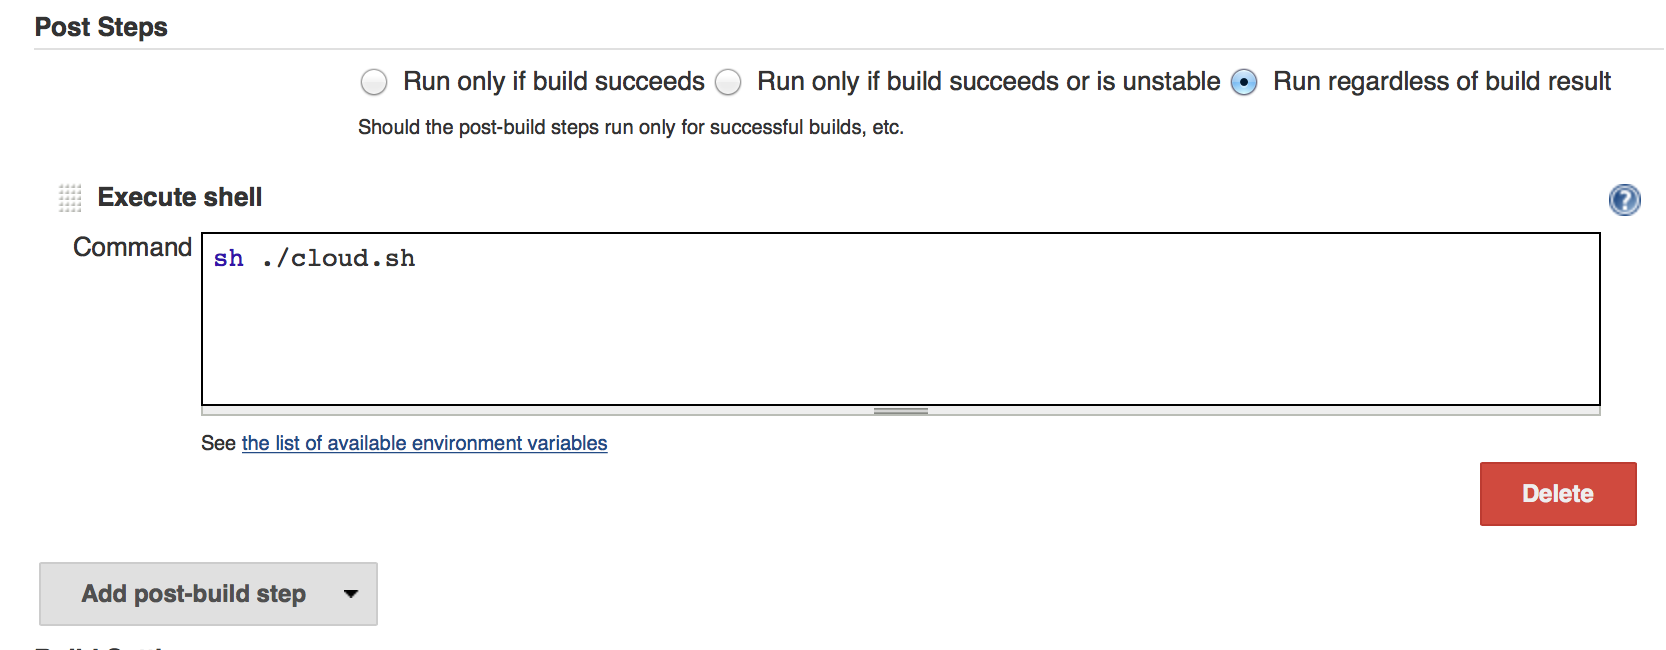 Post Steps
Run only if build succeeds Run only if build succeeds or is unstable Run regardless of build result
Should the post-build steps run only for successful builds, etc.
Execute shell
?
Command sh ./cloud.sh
See the list of available environment variables
Delete
Add post-build step